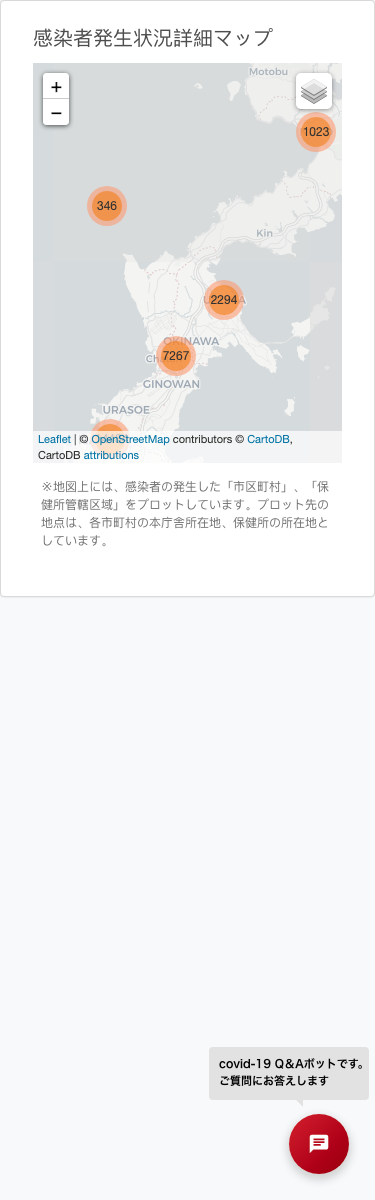 感染者発生状況詳細マップ
Motobu
+
−
1023
346
Kin
2294
OKINAWA
7267
GINOWAN
URASOE
Leaflet | © OpenStreetMap contributors © CartoDB,
CartoDB attributions
※地図上には、感染者の発生した「市区町村」、「保
健所管轄区域」をプロットしています。プロット先の
地点は、各市町村の本庁舎所在地、保健所の所在地と
しています。
covid-19 Q&Aボットです。
ご質問にお答えします